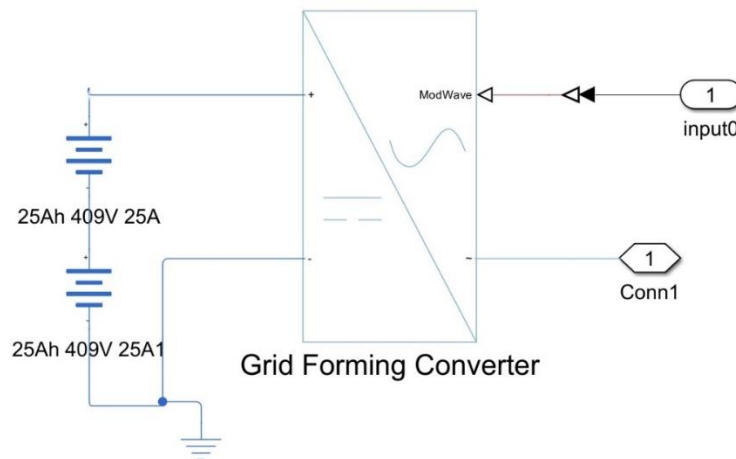 +
+
ModWave
1
input0
-
25Ah 409V 25A
+
-
~
1
Conn1
25Ah 409V 25A1
-
Grid Forming Converter